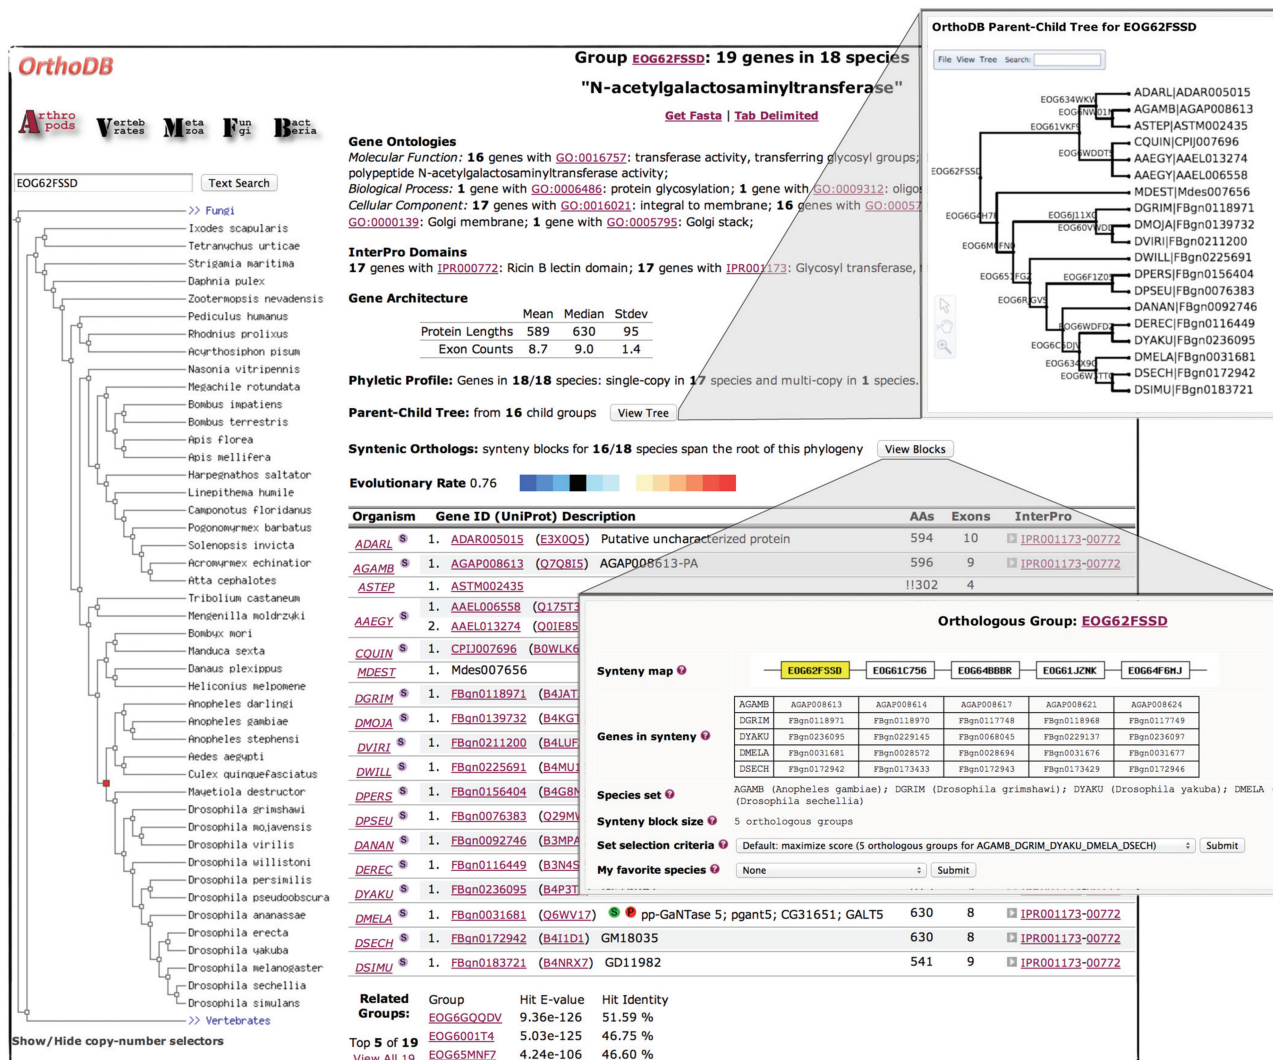 OrthoDB
Arthropods Vertebrates Metazoa Fungi Bacteria
EOG62FSSD Text Search
>> Fungi
Ixodes scapularis
Tetranychus urticae
Strigamia maritima
Daphnia pulex
Zootermopsis nevadensis
Pediculus humanus
Rhodnius prolixus
Acyrthosiphon pisum
Nasonia vitripennis
Megachile rotundata
Bombus impatiens
Bombus terrestris
Apis florea
Apis mellifera
Harpegnathos saltator
Linepithema humile
Camponotus floridanus
Pogonomyrmex barbatus
Solenopsis invicta
Acromyrmex echinatior
Atta cephalotes
Tribolium castaneum
Mengenilla moldrzyki
Bombyx mori
Manduca sexta
Danaus plexippus
Heliconius melpomene
Anopheles darlingi
Anopheles gambiae
Anopheles stephensi
Aedes aegypti
Culex quinquefasciatus
Mayetiola destructor
Drosophila grimshawi
Drosophila mojavensis
Drosophila virilis
Drosophila willistoni
Drosophila persimilis
Drosophila pseudoobscura
Drosophila ananassae
Drosophila erecta
Drosophila yakuba
Drosophila melanogaster
Drosophila sechellia
Drosophila simulans
>> Vertebrates
Show/Hide copy-number selectors
Group EOG62FSSD: 19 genes in 18 species
"N-acetylgalactosaminyltransferase"
Get Fasta | Tab Delimited
Gene Ontologies
Molecular Function: 16 genes with GO:0016757: transferase activity, transferring glycosyl groups;
polypeptide N-acetylgalactosaminyltransferase activity;
Biological Process: 1 gene with GO:0006486: protein glycosylation; 1 gene with GO:0009312: oligos
Cellular Component: 17 genes with GO:0016021: integral to membrane; 16 genes with GO:00057
GO:0000139: Golgi membrane; 1 gene with GO:0005795: Golgi stack;
InterPro Domains
17 genes with IPR000772: Ricin B lectin domain; 17 genes with IPR001173: Glycosyl transferase,
Gene Architecture
Mean Median Stdev
Protein Lengths 589 630 95
Exon Counts 8.7 9.0 1.4
Phyletic Profile: Genes in 18/18 species: single-copy in 17 species and multi-copy in 1 species.
Parent-Child Tree: from 16 child groups View Tree
Syntenic Orthologs: synteny blocks for 16/18 species span the root of this phylogeny View Blocks
Evolutionary Rate 0.76
Organism Gene ID (UniProt) Description AAs Exons InterPro
ADARL S 1. ADAR005015 (E3X0Q5) Putative uncharacterized protein 594 10 IPR001173-00772
AGAMB S 1. AGAP008613 (Q7Q8I5) AGAP008613-PA 596 9 IPR001173-00772
ASTEP 1. ASTM002435 !!302 4
AAEGY S 1. AAEL006558 (Q175T3
2. AAEL013274 (Q0IE85
CQUIN S 1. CPIJ007696 (B0WLK6
MDEST 1. Mdes007656
DGRIM S 1. FBgn0118971 (B4JAT
DMOJA S 1. FBgn0139732 (B4KGT
DVIRI S 1. FBgn0211200 (B4LUF
DWILL S 1. FBgn0225691 (B4MU1
DPERS S 1. FBgn0156404 (B4G8N
DPSEU S 1. FBgn0076383 (Q29MV
DANAN S 1. FBgn0092746 (B3MPA
DEREC S 1. FBgn0116449 (B3N4S
DYAKU S 1. FBgn0236095 (B4P3T
DMELA S 1. FBgn0031681 (Q6WV17) S P pp-GaNTase 5; pgant5; CG31651; GALT5 630 8 IPR001173-00772
DSECH S 1. FBgn0172942 (B4I1D1) GM18035 630 8 IPR001173-00772
DSIMU S 1. FBgn0183721 (B4NRX7) GD11982 541 9 IPR001173-00772
Related Groups: Group Hit E-value Hit Identity
EOG6GQQDV 9.36e-126 51.59 %
Top 5 of 19 EOG6001T4 5.03e-125 46.75 %
View All 19 EOG65MNF7 4.24e-106 46.60 %
OrthoDB Parent-Child Tree for EOG62FSSD
File View Tree Search:
ADARL|ADAR005015
AGAMB|AGAP008613
ASTEP|ASTM002435
CQUIN|CPIJ007696
AAEGY|AAEL013274
AAEGY|AAEL006558
MDEST|Mdes007656
DGRIM|FBgn0118971
DMOJA|FBgn0139732
DVIRI|FBgn0211200
DWILL|FBgn0225691
DPERS|FBgn0156404
DPSEU|FBgn0076383
DANAN|FBgn0092746
DEREC|FBgn0116449
DYAKU|FBgn0236095
DMELA|FBgn0031681
DSECH|FBgn0172942
DSIMU|FBgn0183721
EOG634WKW
EOG61VKF9
EOG6WDDTS
EOG62FSSD
EOG6J11XC
Orthologous Group: EOG62FSSD
Synteny map ? EOG62FSSD EOG61C756 EOG64BBBR EOG61JZNK EOG64F6MJ
Genes in synteny ?
AGAMB AGAP008613 AGAP008614 AGAP008617 AGAP008621 AGAP008624
DGRIM FBgn0118971 FBgn0118970 FBgn0117748 FBgn0118968 FBgn0117749
DYAKU FBgn0236095 FBgn0229145 FBgn0068045 FBgn0229137 FBgn0236097
DMELA FBgn0031681 FBgn0028572 FBgn0028694 FBgn0031676 FBgn0031677
DSECH FBgn0172942 FBgn0173433 FBgn0172943 FBgn0173429 FBgn0172946
Species set ? AGAMB (Anopheles gambiae); DGRIM (Drosophila grimshawi); DYAKU (Drosophila yakuba); DMELA (
(Drosophila sechellia)
Synteny block size ? 5 orthologous groups
Set selection criteria ? Default: maximize score (5 orthologous groups for AGAMB_DGRIM_DYAKU_DMELA_DSECH) Submit
My favorite species ? None Submit